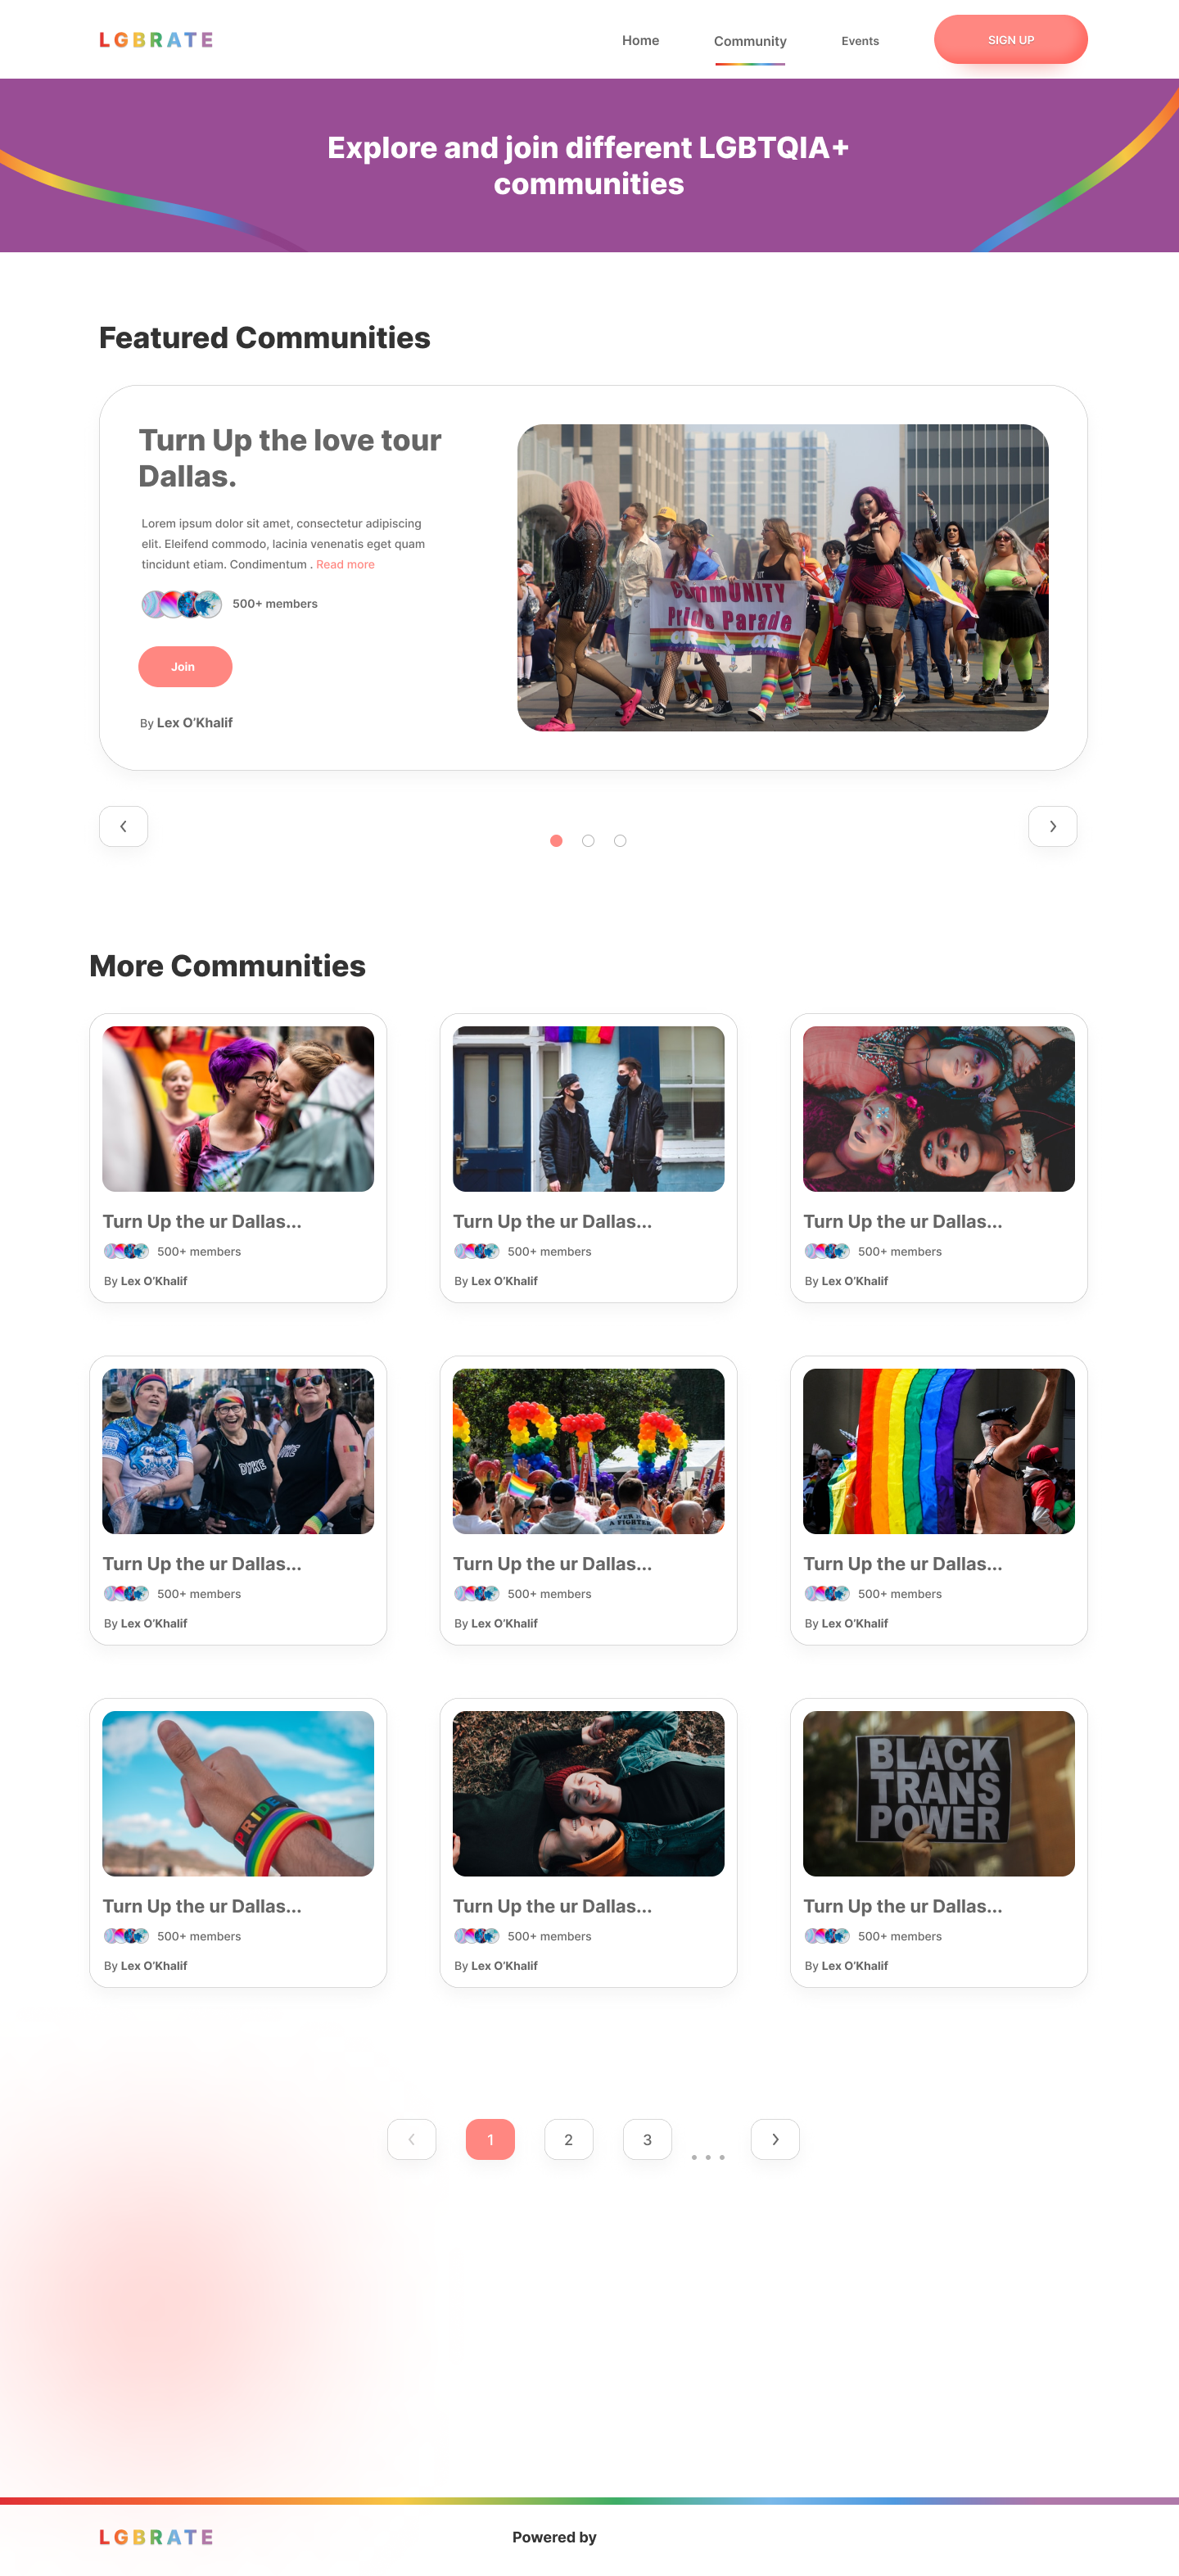 LGBRATE
Home Community Events SIGN UP
Explore and join different LGBTQIA+
communities
Featured Communities
Turn Up the love tour
Dallas.
Lorem ipsum dolor sit amet, consectetur adipiscing
elit. Eleifend commodo, lacinia venenatis eget quam
tincidunt etiam. Condimentum . Read more
500+ members
Join
By Lex O'Khalif
CommUNITY
Pride Parade
More Communities
Turn Up the ur Dallas...
500+ members
By Lex O'Khalif
Turn Up the ur Dallas...
500+ members
By Lex O'Khalif
Turn Up the ur Dallas...
500+ members
By Lex O'Khalif
DYKE
Turn Up the ur Dallas...
500+ members
By Lex O'Khalif
A FIGHTER
Turn Up the ur Dallas...
500+ members
By Lex O'Khalif
Turn Up the ur Dallas...
500+ members
By Lex O'Khalif
PRIDE
Turn Up the ur Dallas...
500+ members
By Lex O'Khalif
Turn Up the ur Dallas...
500+ members
By Lex O'Khalif
BLACK
TRANS
POWER
Turn Up the ur Dallas...
500+ members
By Lex O'Khalif
1 2 3 ...
LGBRATE
Powered by